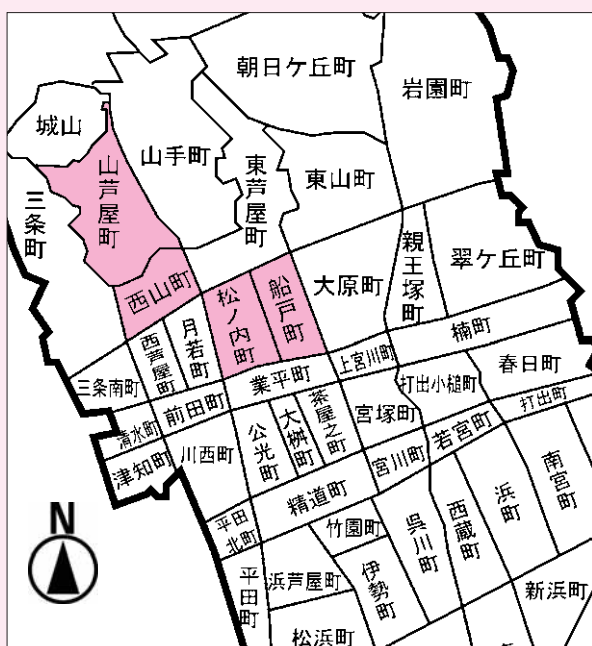 朝日ケ丘町
岩園町
城山
山手町
山芦屋町
東芦屋町
東山町
三条町
親王塚町
翠ケ丘町
大原町
西山町
松ノ内町
船戸町
月若町
西芦屋町
楠町
上宮川町
春日町
三条南町
業平町
打出小槌町
打出町
前田町
茶屋之町
大桝町
公光町
宮塚町
若宮町
清水町
川西町
津知町
宮川町
南宮町
浜町
西蔵町
精道町
呉川町
平田北町
竹園町
伊勢町
浜芦屋町
平田町
新浜町
松浜町
N